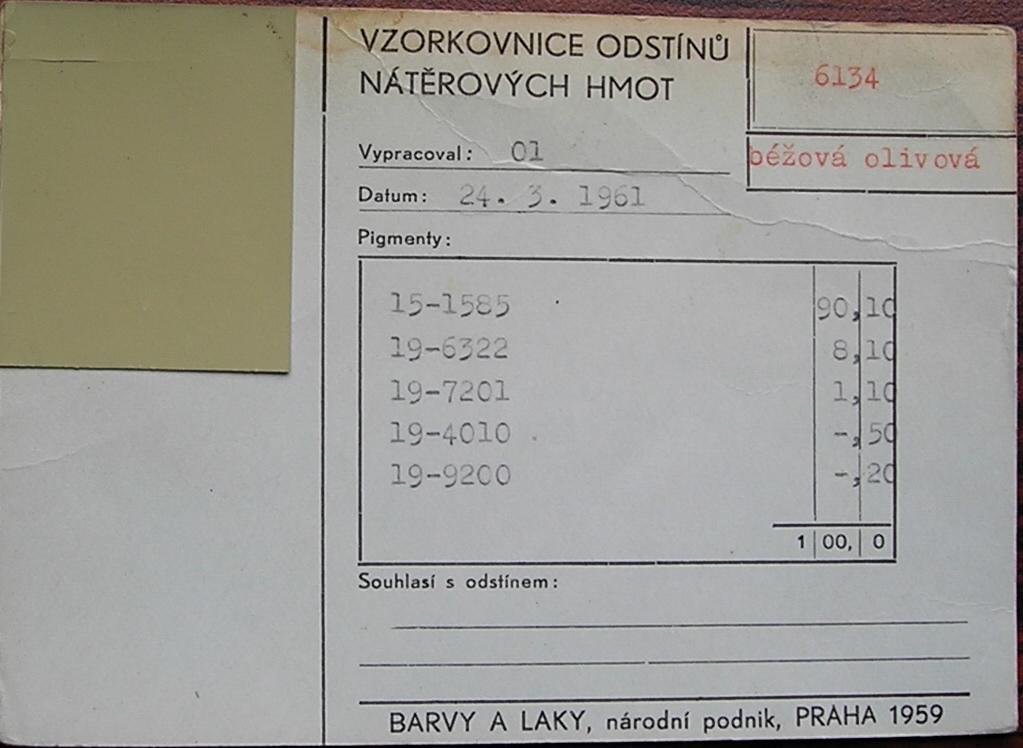 VZORKOVNICE ODSTÍNŮ
NÁTĚROVÝCH HMOT
6134
béžová olivová
Vypracoval: 01
Datum: 24. 3. 1961
Pigmenty:
15-1585 90,10
19-6322 8,10
19-7201 1,10
19-4010 -,50
19-9200 -,20
1 00, 0
Souhlasí s odstínem:
BARVY A LAKY, národní podnik, PRAHA 1959